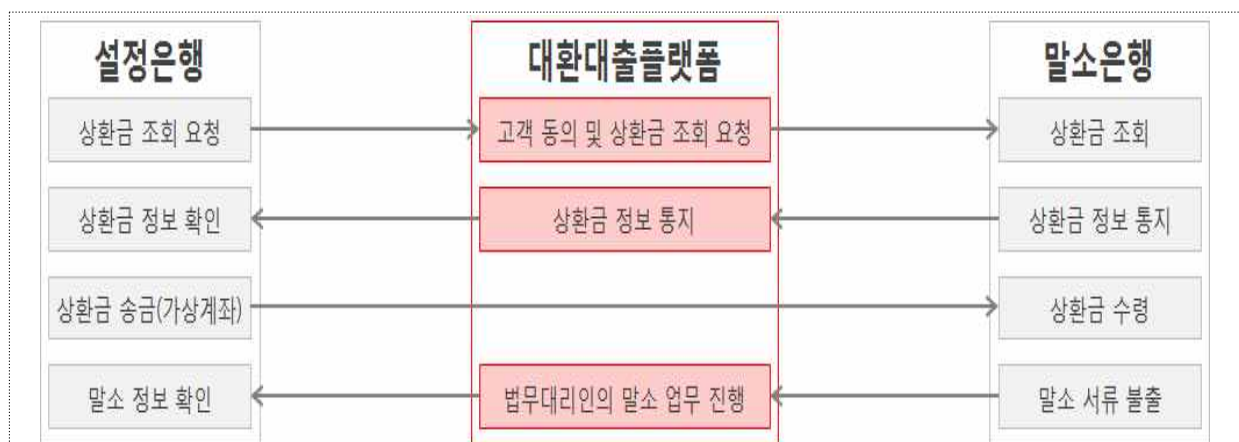 설정은행
대환대출플랫폼
말소은행
상환금 조회 요청
고객 동의 및 상환금 조회 요청
상환금 조회
상환금 정보 확인
상환금 정보 통지
상환금 정보 통지
상환금 송금(가상계좌)
상환금 수령
말소 정보 확인
법무대리인의 말소 업무 진행
말소 서류 불출